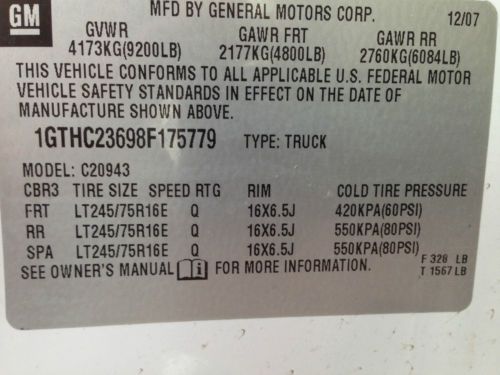 GM
MFD BY GENERAL MOTORS CORP. 12/07
GVWR GAWR FRT GAWR RR
4173KG(9200LB) 2177KG(4800LB) 2760KG(6084LB)
THIS VEHICLE CONFORMS TO ALL APPLICABLE U.S. FEDERAL MOTOR
VEHICLE SAFETY STANDARDS IN EFFECT ON THE DATE OF
MANUFACTURE SHOWN ABOVE.
1GTHC23698F175779 TYPE: TRUCK
MODEL: C20943
CBR3 TIRE SIZE SPEED RTG RIM COLD TIRE PRESSURE
FRT LT245/75R16E Q 16X6.5J 420KPA(60PSI)
RR LT245/75R16E Q 16X6.5J 550KPA(80PSI)
SPA LT245/75R16E Q 16X6.5J 550KPA(80PSI)
SEE OWNER'S MANUAL i FOR MORE INFORMATION. F 328 LB
T 1567 LB